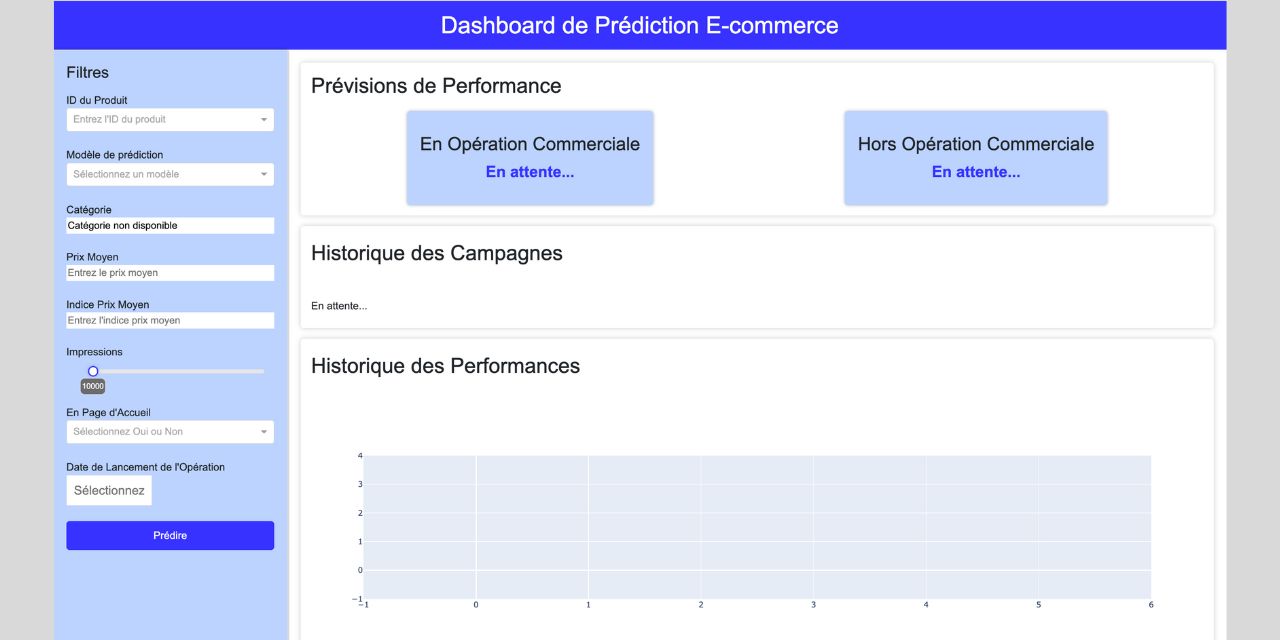 Dashboard de Prédiction E-commerce
Filtres
ID du Produit
Entrez l'ID du produit
Modèle de prédiction
Sélectionnez un modèle
Catégorie
Catégorie non disponible
Prix Moyen
Entrez le prix moyen
Indice Prix Moyen
Entrez l'indice prix moyen
Impressions
10000
En Page d'Accueil
Sélectionnez Oui ou Non
Date de Lancement de l'Opération
Sélectionnez
Prédire
Prévisions de Performance
En Opération Commerciale
En attente...
Hors Opération Commerciale
En attente...
Historique des Campagnes
En attente...
Historique des Performances
4
3
2
1
0
−1
−1 0 1 2 3 4 5 6